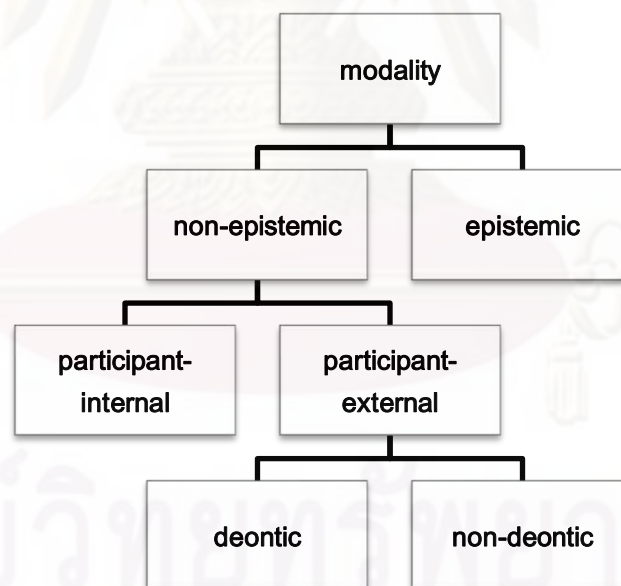 modality
non-epistemic
epistemic
participant-
internal
participant-
external
deontic
non-deontic